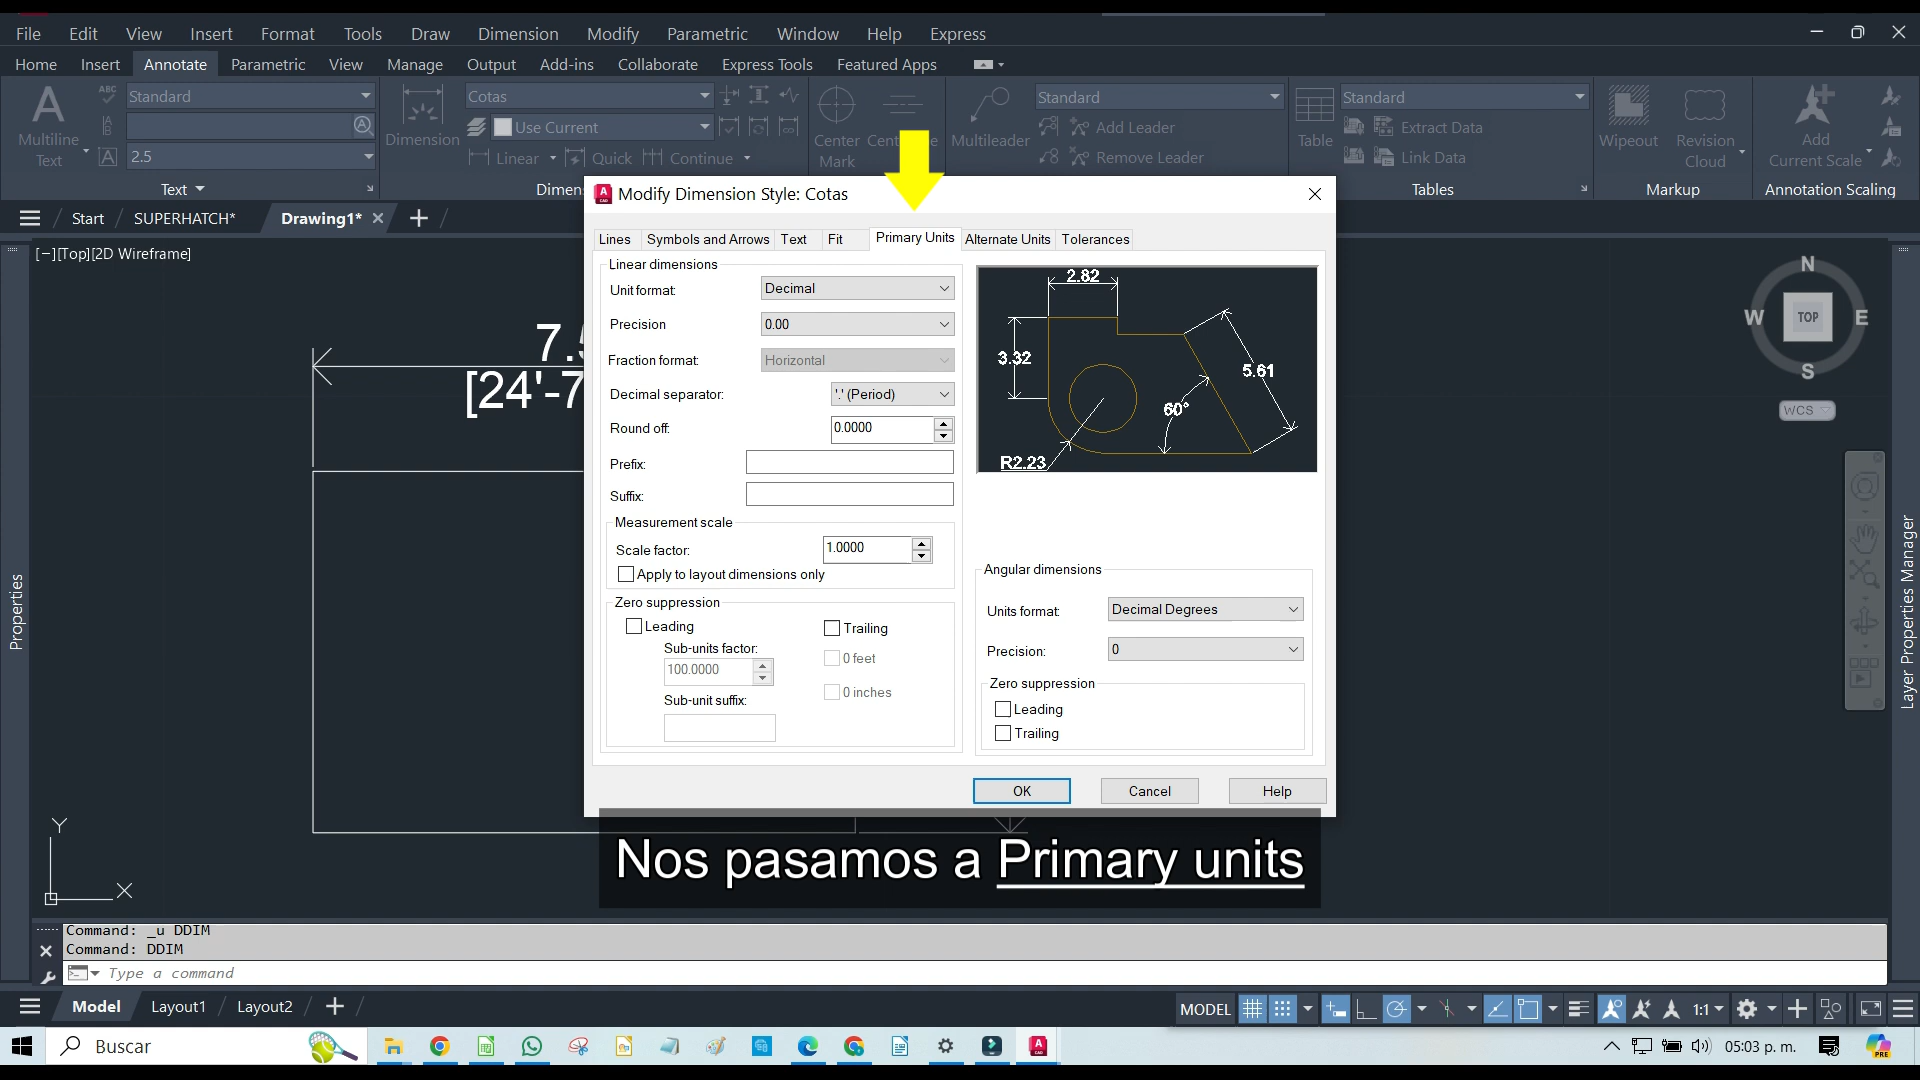 File Edit View Insert Format Tools Draw Dimension Modify Parametric Window Help Express
Home Insert Annotate Parametric View Manage Output Add-ins Collaborate Express Tools Featured Apps
Multiline Text
ABC
Standard
2.5
Text
Dimension
Cotas
Use Current
Linear Quick Continue
Center Mark
Multileader
Standard
Add Leader
Remove Leader
Table
Standard
Extract Data
Link Data
Tables
Wipeout
Revision Cloud
Markup
Add Current Scale
Annotation Scaling
Start SUPERHATCH* Drawing1*
[−][Top][2D Wireframe]
Properties
Layer Properties Manager
N
W TOP E
S
WCS
Modify Dimension Style: Cotas
Lines Symbols and Arrows Text Fit Primary Units Alternate Units Tolerances
Linear dimensions
Unit format: Decimal
Precision 0.00
Fraction format: Horizontal
Decimal separator: '.' (Period)
Round off: 0.0000
Prefix:
Suffix:
Measurement scale
Scale factor: 1.0000
Apply to layout dimensions only
Zero suppression
Leading Trailing
Sub-units factor: 0 feet
100.0000
0 inches
Sub-unit suffix:
2.82
3.32
5.61
60°
R2.23
Angular dimensions
Units format: Decimal Degrees
Precision: 0
Zero suppression
Leading
Trailing
OK Cancel Help
Nos pasamos a Primary units
Y
X
Command: _u DDIM
Command: DDIM
Type a command
Model Layout1 Layout2
MODEL 1:1
Buscar
05:03 p. m.
PRE